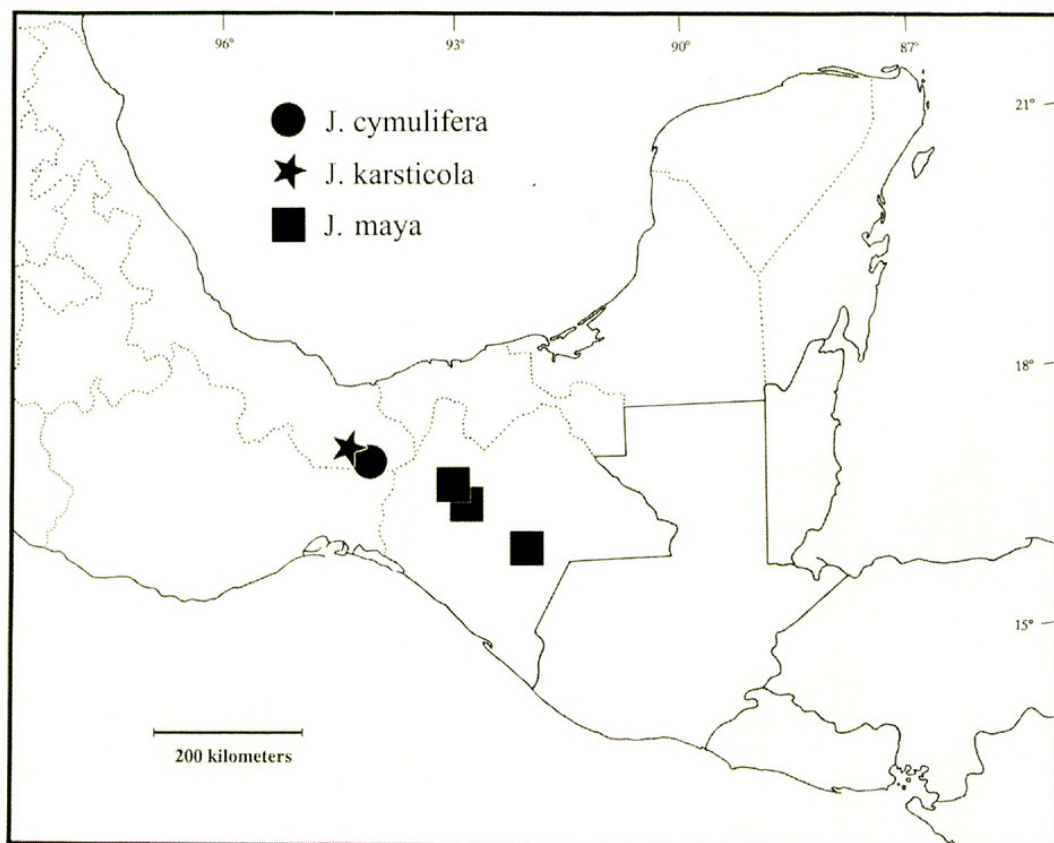 96° 93° 90° 87°
21°
J. cymulifera
J. karsticola
J. maya
18°
15°
200 kilometers